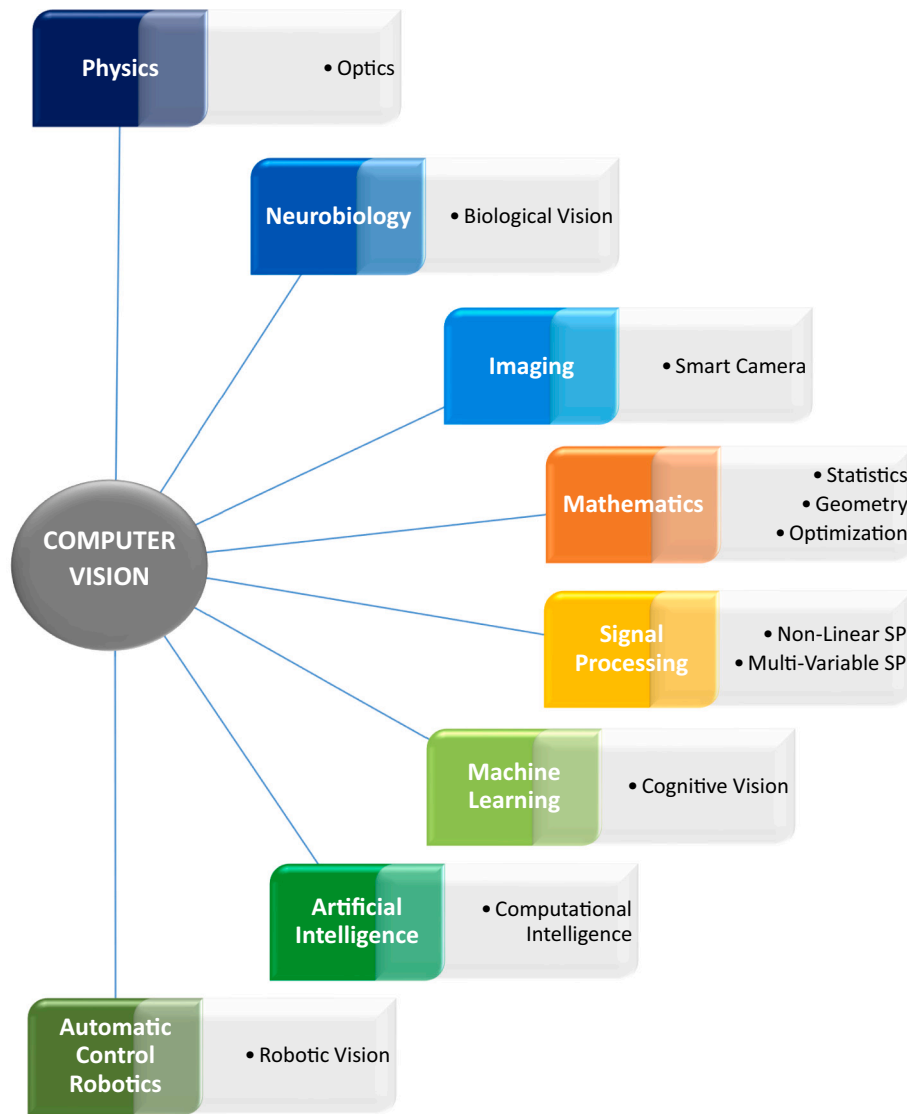 Physics
• Optics
Neurobiology
• Biological Vision
Imaging
• Smart Camera
COMPUTER
VISION
Mathematics
• Statistics
• Geometry
• Optimization
Signal
Processing
• Non-Linear SP
• Multi-Variable SP
Machine
Learning
• Cognitive Vision
Artificial
Intelligence
• Computational
Intelligence
Automatic
Control
Robotics
• Robotic Vision